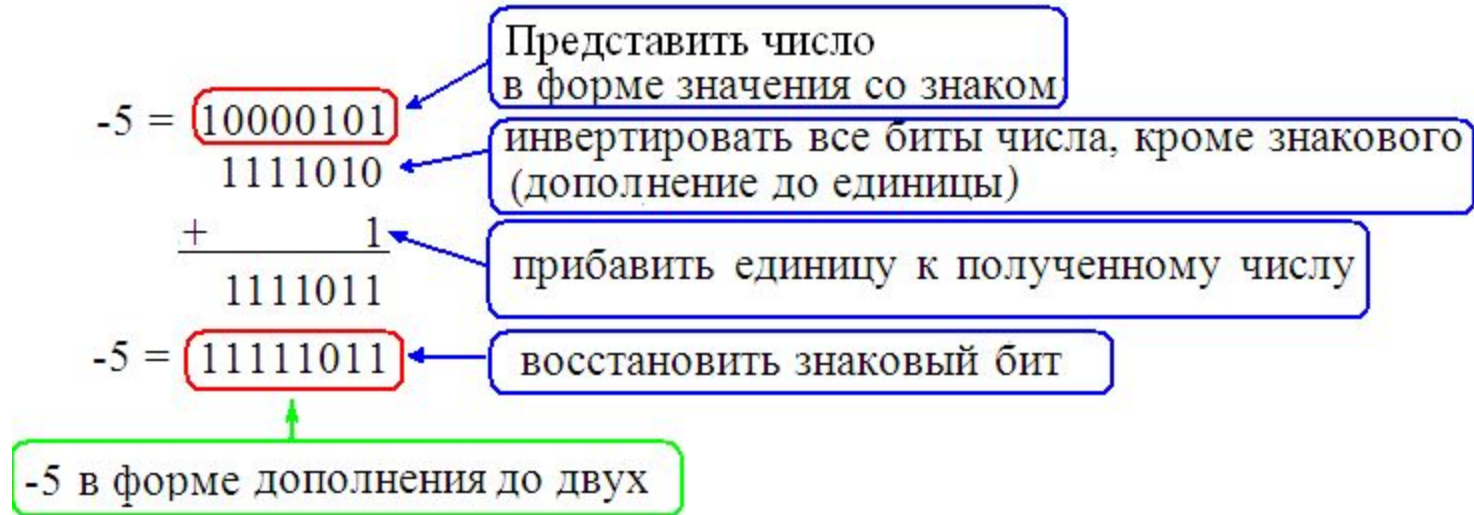 Представить число
в форме значения со знаком
-5 = 10000101
инвертировать все биты числа, кроме знакового
1111010
(дополнение до единицы)
+ 1
прибавить единицу к полученному числу
1111011
-5 = 11111011
восстановить знаковый бит
-5 в форме дополнения до двух